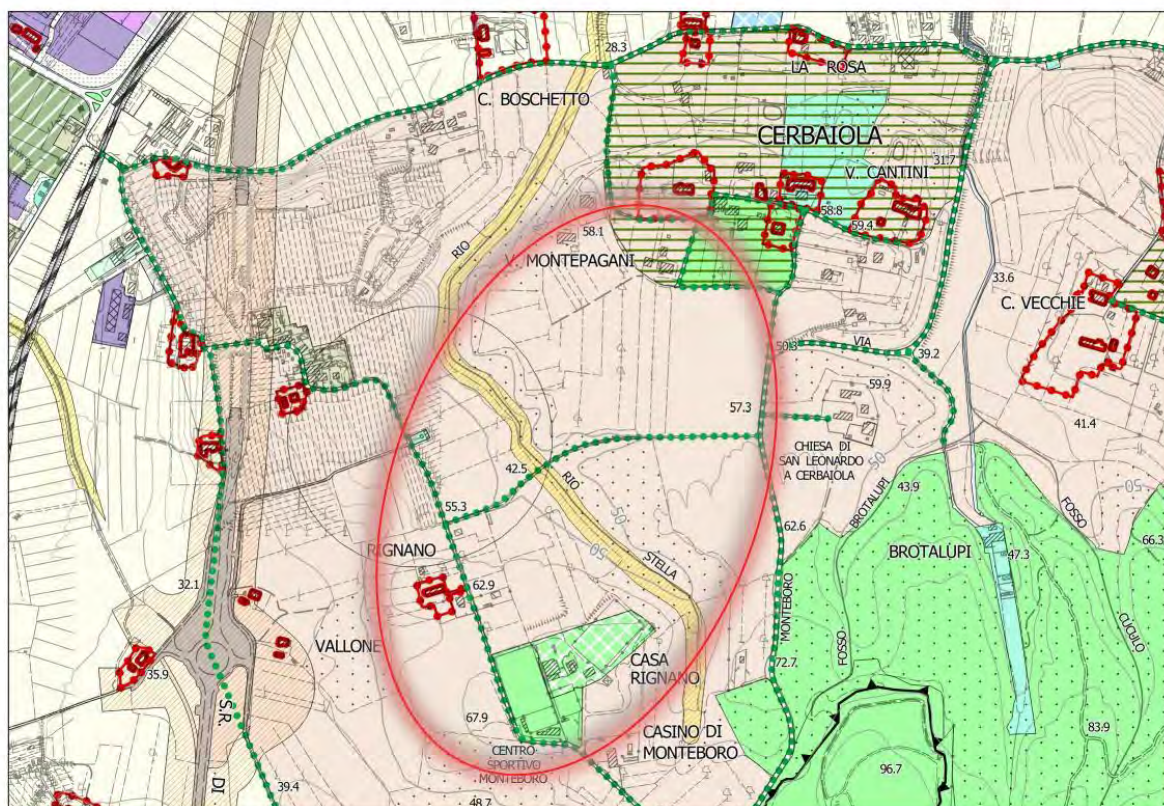 28.3
LA ROSA
C. BOSCHETTO
CERBAIOLA
31.7
V. CANTINI
58.8
59.4
58.1
RIO
V. MONTEPAGANI
33.6
C. VECCHIE
50.3
VIA
39.2
59.9
57.3
41.4
CHIESA DI
SAN LEONARDO
A CERBAIOLA
50
50
42.5
RIO
BROTALUPI
43.9
FOSSO
55.3
50
62.6
66.3
RIGNANO
50
STELLA
BROTALUPI
47.3
32.1
62.9
MONTEBORO
CUCULO
VALLONE
CASA
RIGNANO
FOSSO
35.9
72.7
S.R.
67.9
CASINO DI
MONTEBORO
83.9
CENTRO
SPORTIVO
MONTEBORO
96.7
DI
39.4
48.7